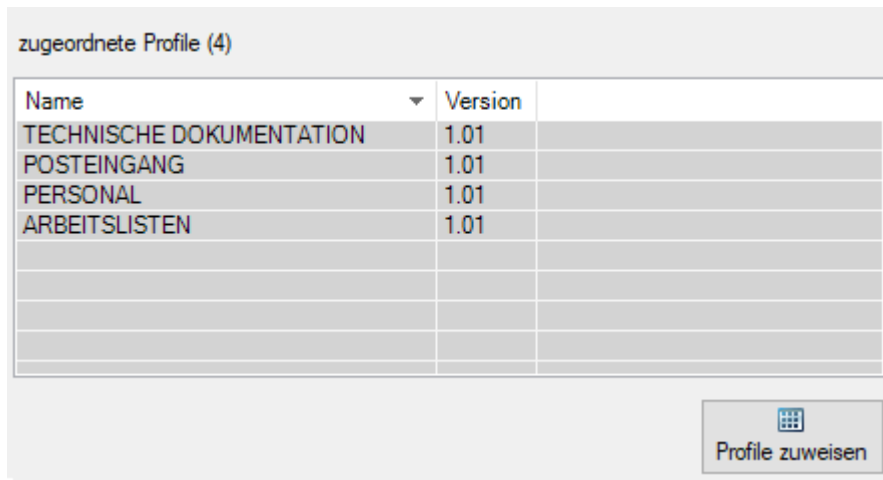 zugeordnete Profile (4)
Name Version
TECHNISCHE DOKUMENTATION 1.01
POSTEINGANG 1.01
PERSONAL 1.01
ARBEITSLISTEN 1.01
Profile zuweisen